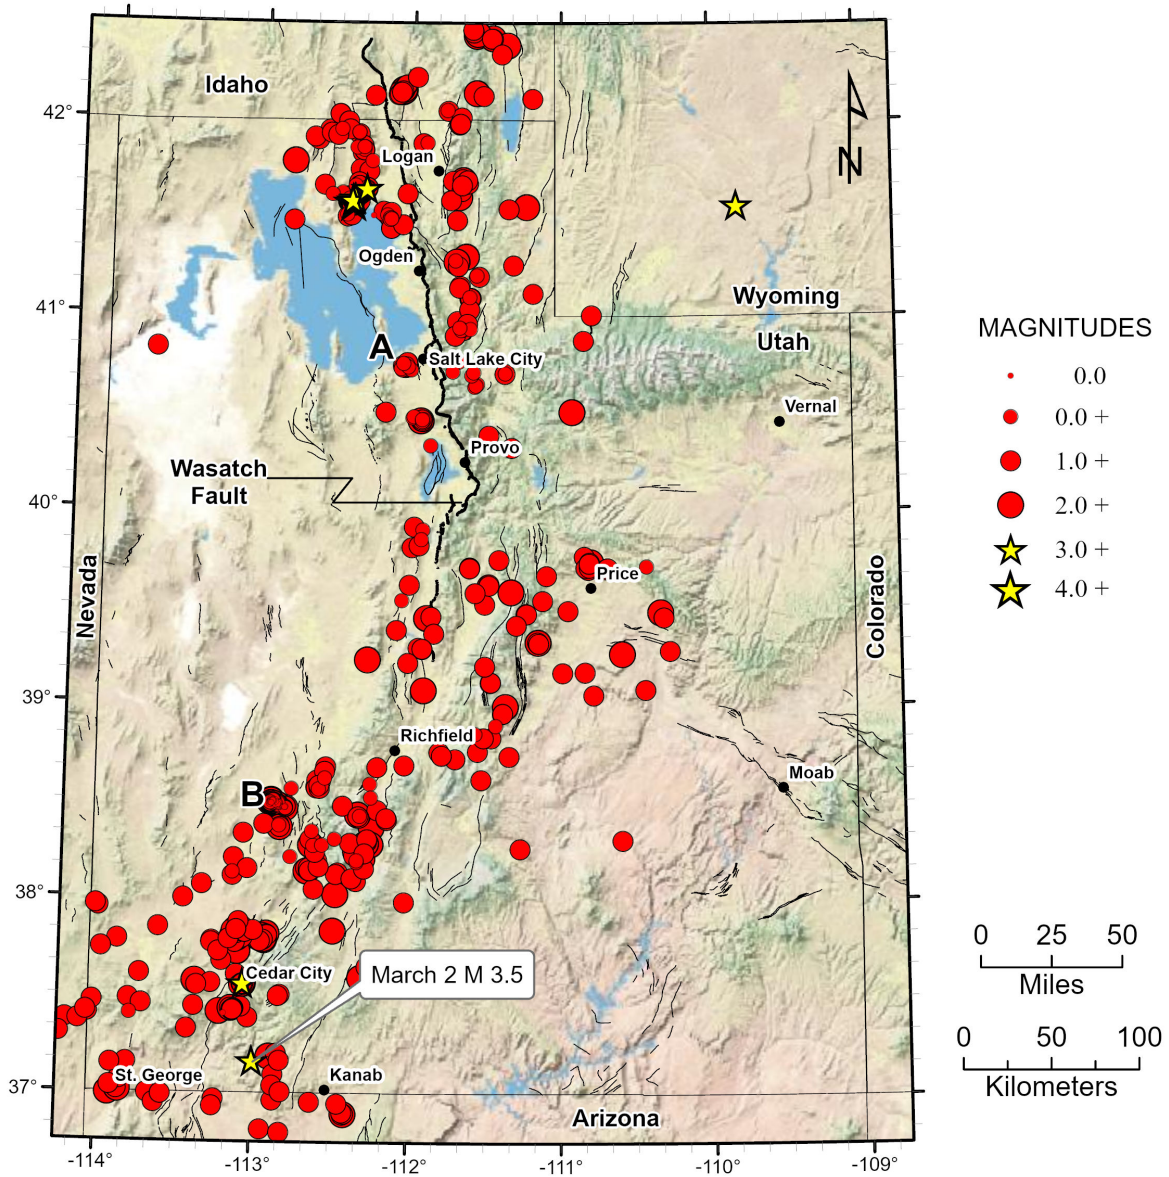 Idaho
42°
Logan
N
Ogden
Wyoming
41°
MAGNITUDES
A
Salt Lake City
Utah
0.0
Vernal
0.0 +
Provo
1.0 +
Wasatch
Fault
40°
2.0 +
3.0 +
Nevada
Price
Colorado
4.0 +
39°
Richfield
Moab
B
38°
0 25 50
Miles
Cedar City
March 2 M 3.5
0 50 100
Kilometers
37°
St. George
Kanab
Arizona
-114° -113° -112° -111° -110° -109°